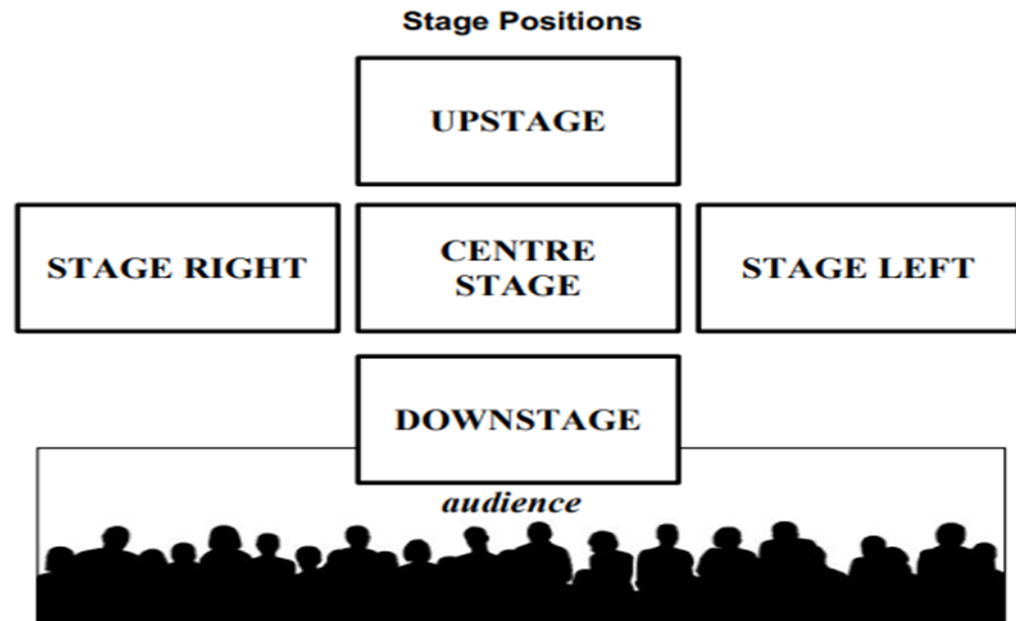 Stage Positions
UPSTAGE
STAGE RIGHT
CENTRE
STAGE
STAGE LEFT
DOWNSTAGE
audience